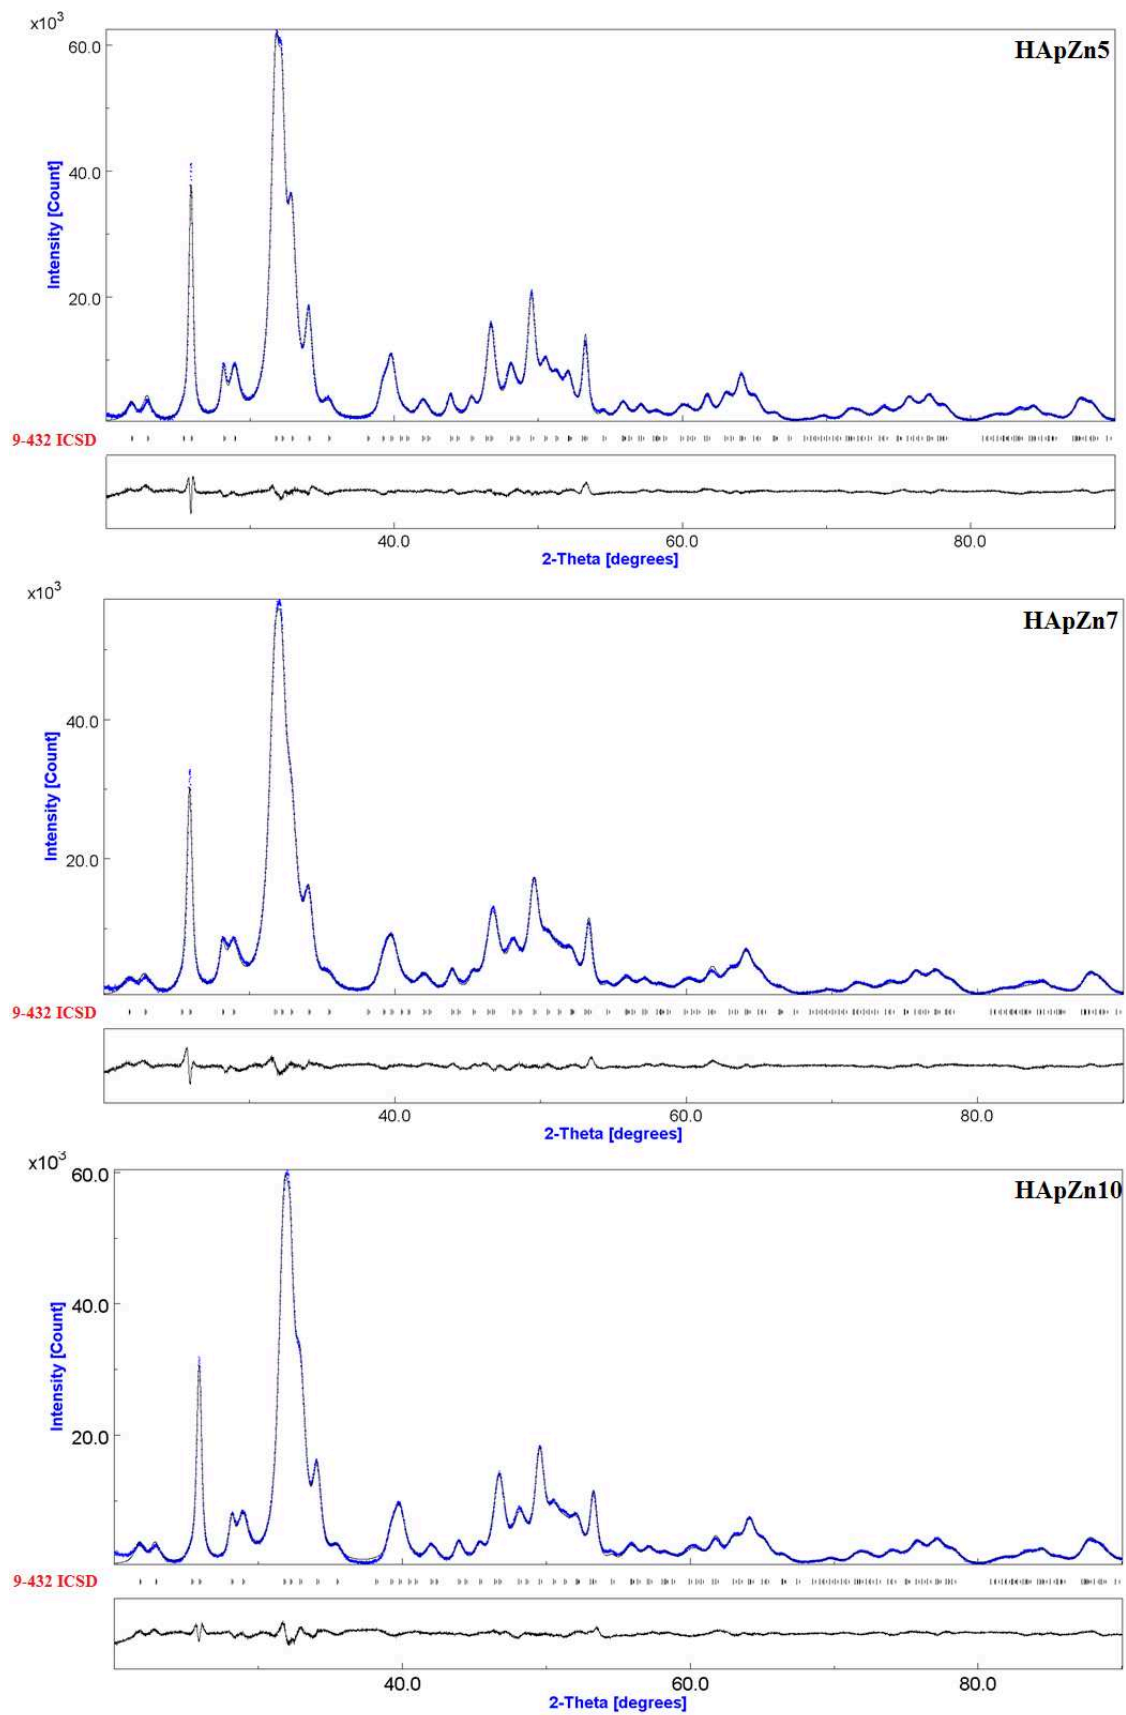 x10³
HApZn5
60.0
40.0
20.0
Intensity [Count]
9-432 ICSD
40.0 60.0 80.0
2-Theta [degrees]
x10³
HApZn7
40.0
20.0
Intensity [Count]
9-432 ICSD
40.0 60.0 80.0
2-Theta [degrees]
x10³
60.0
HApZn10
40.0
20.0
Intensity [Count]
9-432 ICSD
40.0 60.0 80.0
2-Theta [degrees]